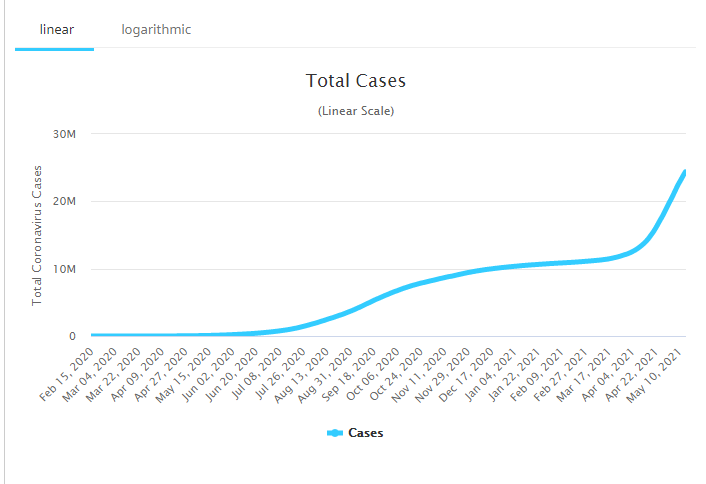 linear logarithmic
Total Cases
(Linear Scale)
Total Coronavirus Cases
30M
20M
10M
0
Feb 15, 2020
Mar 04, 2020
Mar 22, 2020
Apr 09, 2020
Apr 27, 2020
May 15, 2020
Jun 02, 2020
Jun 20, 2020
Jul 08, 2020
Jul 26, 2020
Aug 13, 2020
Aug 31, 2020
Sep 18, 2020
Oct 06, 2020
Oct 24, 2020
Nov 11, 2020
Nov 29, 2020
Dec 17, 2020
Jan 04, 2021
Jan 22, 2021
Feb 09, 2021
Feb 27, 2021
Mar 17, 2021
Apr 04, 2021
Apr 22, 2021
May 10, 2021
Cases